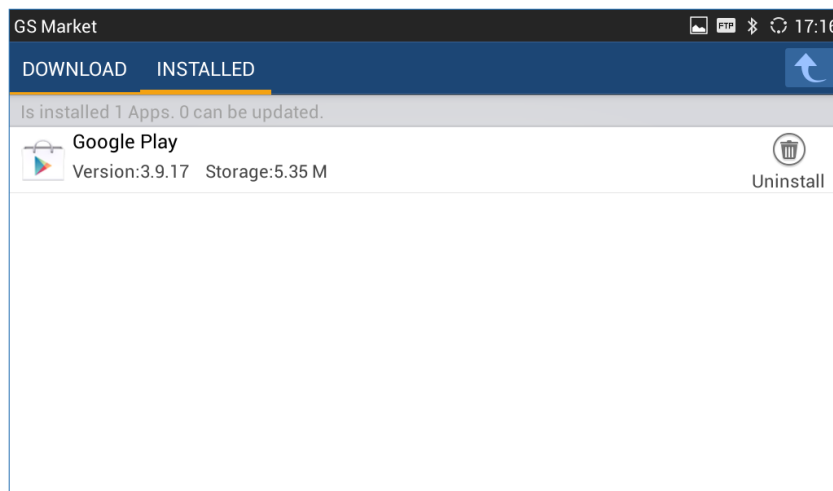 GS Market FTP 17:16
DOWNLOAD INSTALLED
Is installed 1 Apps. 0 can be updated.
Google Play
Version:3.9.17 Storage:5.35 M
Uninstall